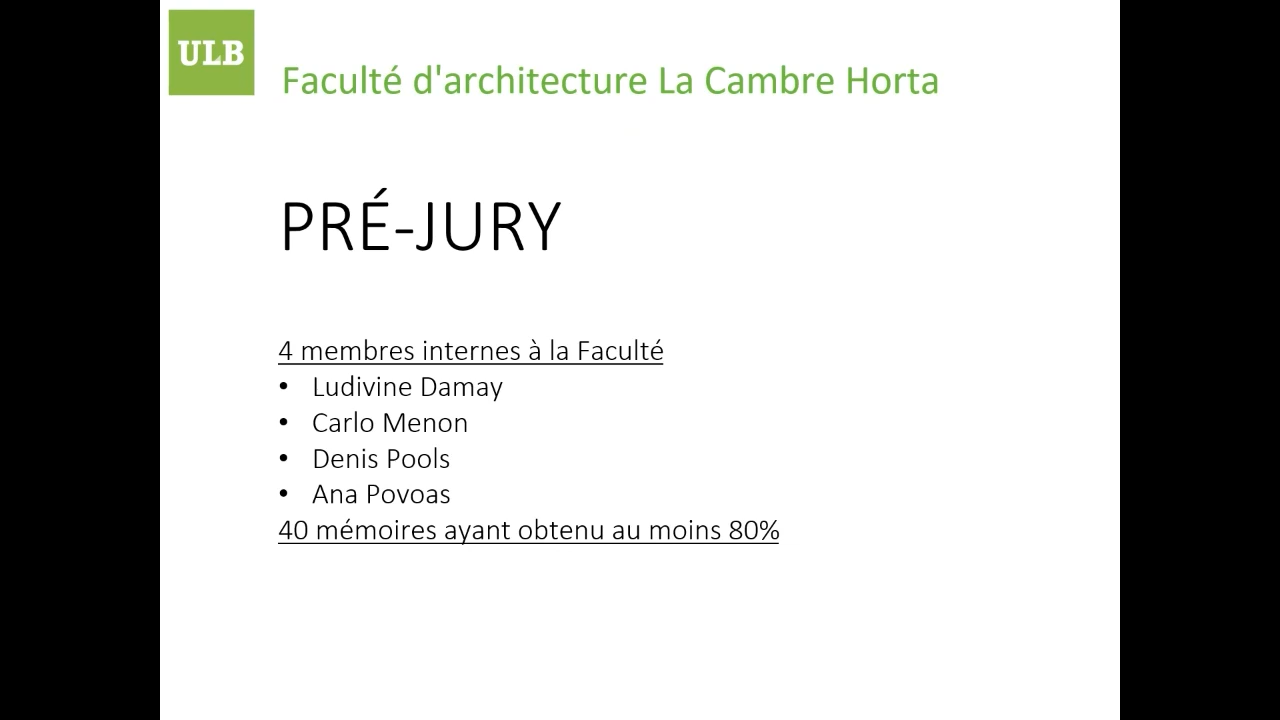 ULB
Faculté d'architecture La Cambre Horta
PRÉ-JURY
4 membres internes à la Faculté
• Ludivine Damay
• Carlo Menon
• Denis Pools
• Ana Povoas
40 mémoires ayant obtenu au moins 80%